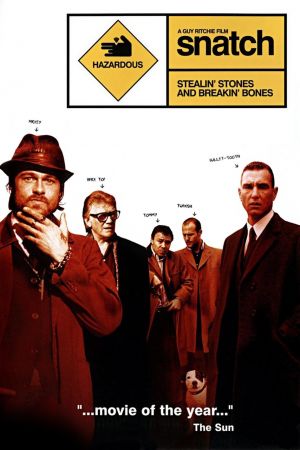 A GUY RITCHIE FILM
snatch
HAZARDOUS
STEALIN' STONES
AND BREAKIN' BONES
MICKEY
BRICK TOP
TOMMY
TURKISH
BULLET-TOOTH
"...movie of the year..."
The Sun